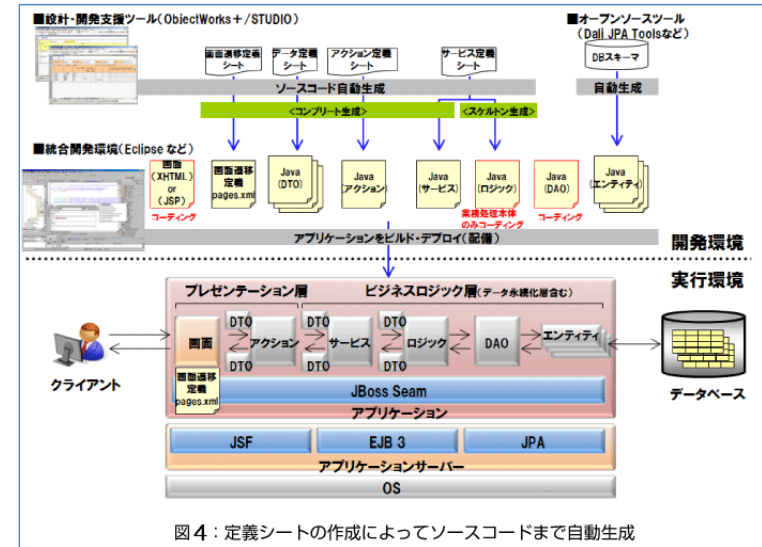 ■設計・開発支援ツール(ObjectWorks+/STUDIO)
■オープンソースツール
(Dali JPA Toolsなど)
画面遷移定義
シート
データ定義
シート
アクション定義
シート
サービス定義
シート
DBスキーマ
ソースコード自動生成
自動生成
<コンプリート生成>
<スケルトン生成>
■統合開発環境(Eclipse など)
画面
(XHTML)
or
(JSP)
コーディング
画面遷移
定義
pages.xml
Java
(DTO)
Java
(アクション)
Java
(サービス)
Java
(ロジック)
業務処理本体
のみコーディング
Java
(DAO)
コーディング
Java
(エンティティ)
アプリケーションをビルド・デプロイ(配備)
開発環境
実行環境
プレゼンテーション層
ビジネスロジック層(データ永続化層含む)
クライアント
画面
DTO
DTO
アクション
DTO
DTO
サービス
DTO
DTO
ロジック
DAO
エンティティ
データベース
画面遷移
定義
pages.xml
JBoss Seam
アプリケーション
JSF
EJB 3
JPA
アプリケーションサーバー
OS
図4:定義シートの作成によってソースコードまで自動生成